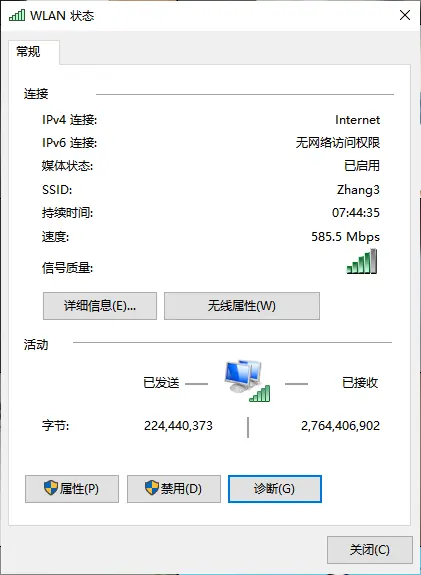 WLAN 状态
常规
连接
IPv4 连接: Internet
IPv6 连接: 无网络访问权限
媒体状态: 已启用
SSID: Zhang3
持续时间: 07:44:35
速度: 585.5 Mbps
信号质量:
详细信息(E)... 无线属性(W)
活动
已发送 已接收
字节: 224,440,373 2,764,406,902
属性(P) 禁用(D) 诊断(G)
关闭(C)